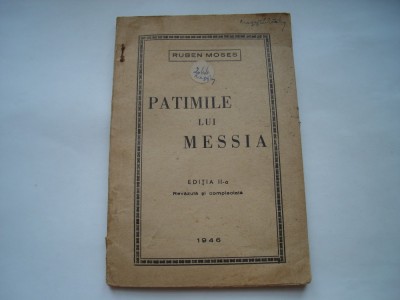 RUBEN MOSES
PATIMILE
LUI
MESSIA
EDIȚIA II-a
Revăzută și completată
1946